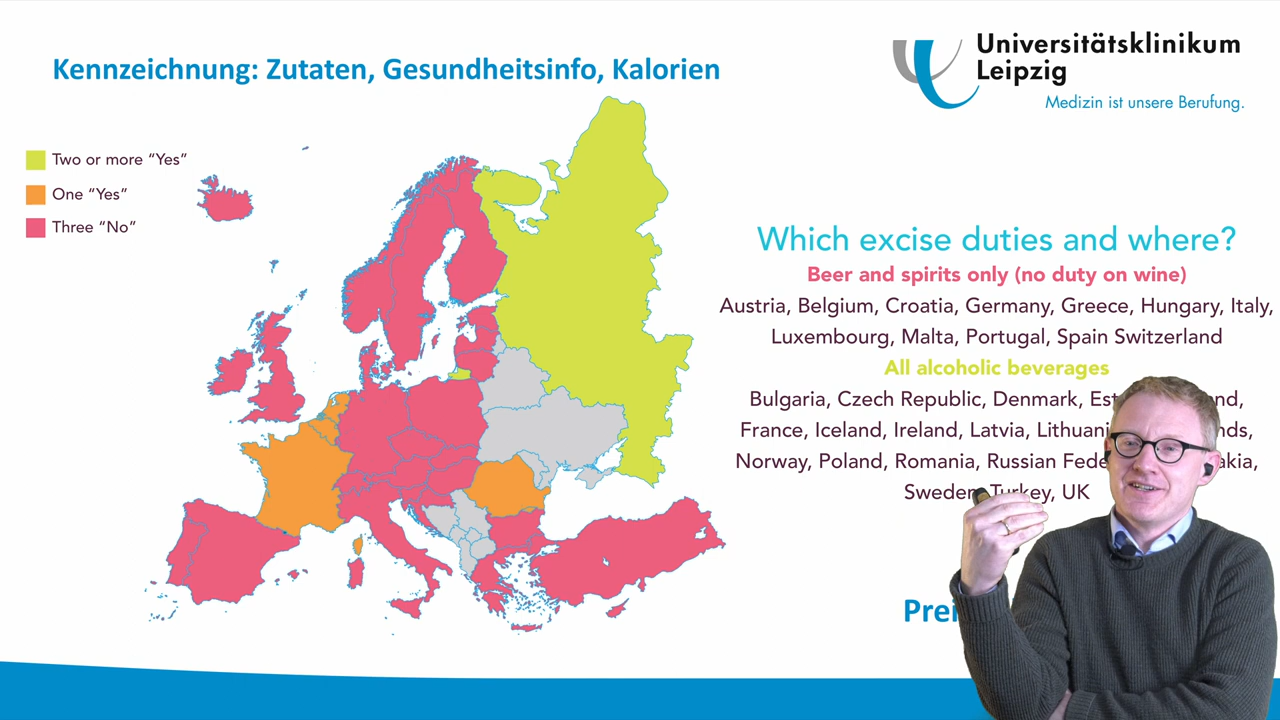 Kennzeichnung: Zutaten, Gesundheitsinfo, Kalorien
Universitätsklinikum
Leipzig
Medizin ist unsere Berufung.
Two or more “Yes”
One “Yes”
Three “No”
Which excise duties and where?
Beer and spirits only (no duty on wine)
Austria, Belgium, Croatia, Germany, Greece, Hungary, Italy,
Luxembourg, Malta, Portugal, Spain Switzerland
All alcoholic beverages
Bulgaria, Czech Republic, Denmark,
France, Iceland, Ireland, Latvia,
Norway, Poland, Romania, Russian
Sweden, Turkey, UK